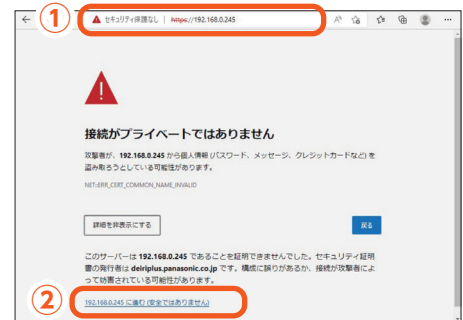 ①
セキュリティ保護なし | https://192.168.0.245
接続がプライベートではありません
攻撃者が、192.168.0.245 から個人情報 (パスワード、メッセージ、クレジットカードなど) を
盗み取ろうとしている可能性があります。
NET::ERR_CERT_COMMON_NAME_INVALID
詳細を非表示にする
戻る
このサーバーは 192.168.0.245 であることを証明できませんでした。セキュリティ証明
書の発行者は deiriplus.panasonic.co.jp です。構成に誤りがあるか、接続が攻撃者によ
って妨害されている可能性があります。
②
192.168.0.245 に進む (安全ではありません)